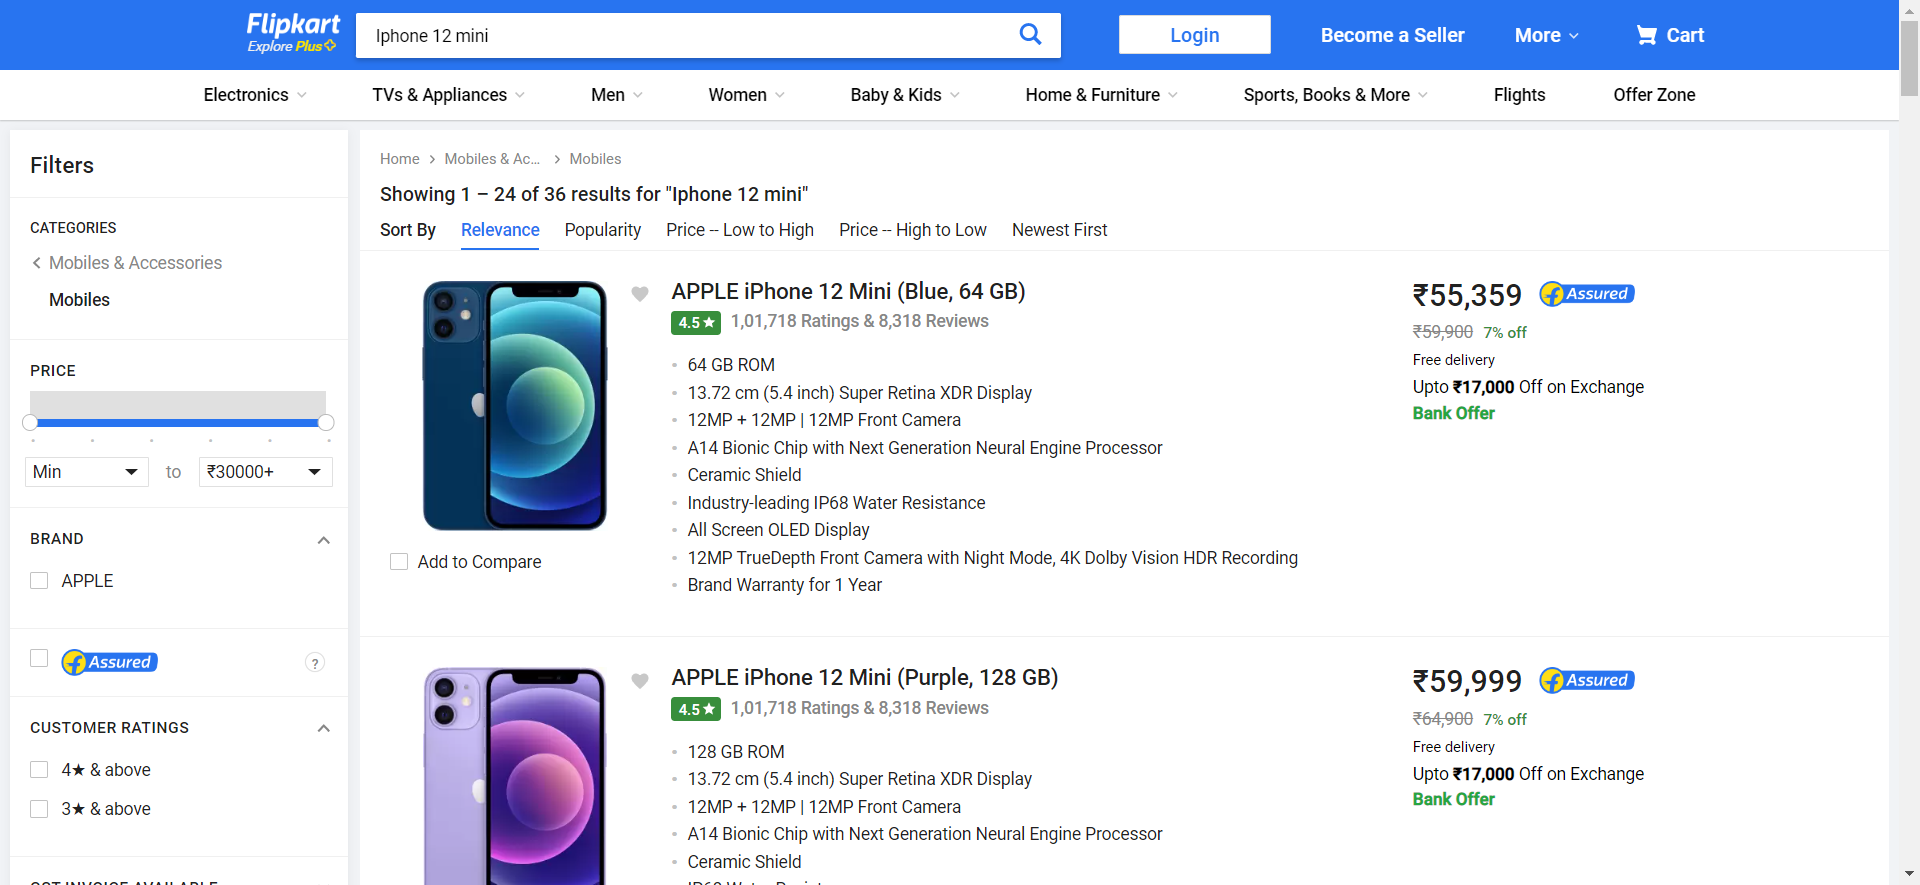 Flipkart
Explore Plus
Iphone 12 mini
Login
Become a Seller
More
Cart
Electronics
TVs & Appliances
Men
Women
Baby & Kids
Home & Furniture
Sports, Books & More
Flights
Offer Zone
Filters
CATEGORIES
Mobiles & Accessories
Mobiles
PRICE
Min
to
₹30000+
BRAND
APPLE
Assured
?
CUSTOMER RATINGS
4★ & above
3★ & above
GST INVOICE AVAILABLE
Home > Mobiles & Ac... > Mobiles
Showing 1 – 24 of 36 results for "Iphone 12 mini"
Sort By
Relevance
Popularity
Price -- Low to High
Price -- High to Low
Newest First
APPLE iPhone 12 Mini (Blue, 64 GB)
4.5★ 1,01,718 Ratings & 8,318 Reviews
64 GB ROM
13.72 cm (5.4 inch) Super Retina XDR Display
12MP + 12MP | 12MP Front Camera
A14 Bionic Chip with Next Generation Neural Engine Processor
Ceramic Shield
Industry-leading IP68 Water Resistance
All Screen OLED Display
12MP TrueDepth Front Camera with Night Mode, 4K Dolby Vision HDR Recording
Brand Warranty for 1 Year
Add to Compare
₹55,359
Assured
₹59,900 7% off
Free delivery
Upto ₹17,000 Off on Exchange
Bank Offer
APPLE iPhone 12 Mini (Purple, 128 GB)
4.5★ 1,01,718 Ratings & 8,318 Reviews
128 GB ROM
13.72 cm (5.4 inch) Super Retina XDR Display
12MP + 12MP | 12MP Front Camera
A14 Bionic Chip with Next Generation Neural Engine Processor
Ceramic Shield
₹59,999
Assured
₹64,900 7% off
Free delivery
Upto ₹17,000 Off on Exchange
Bank Offer